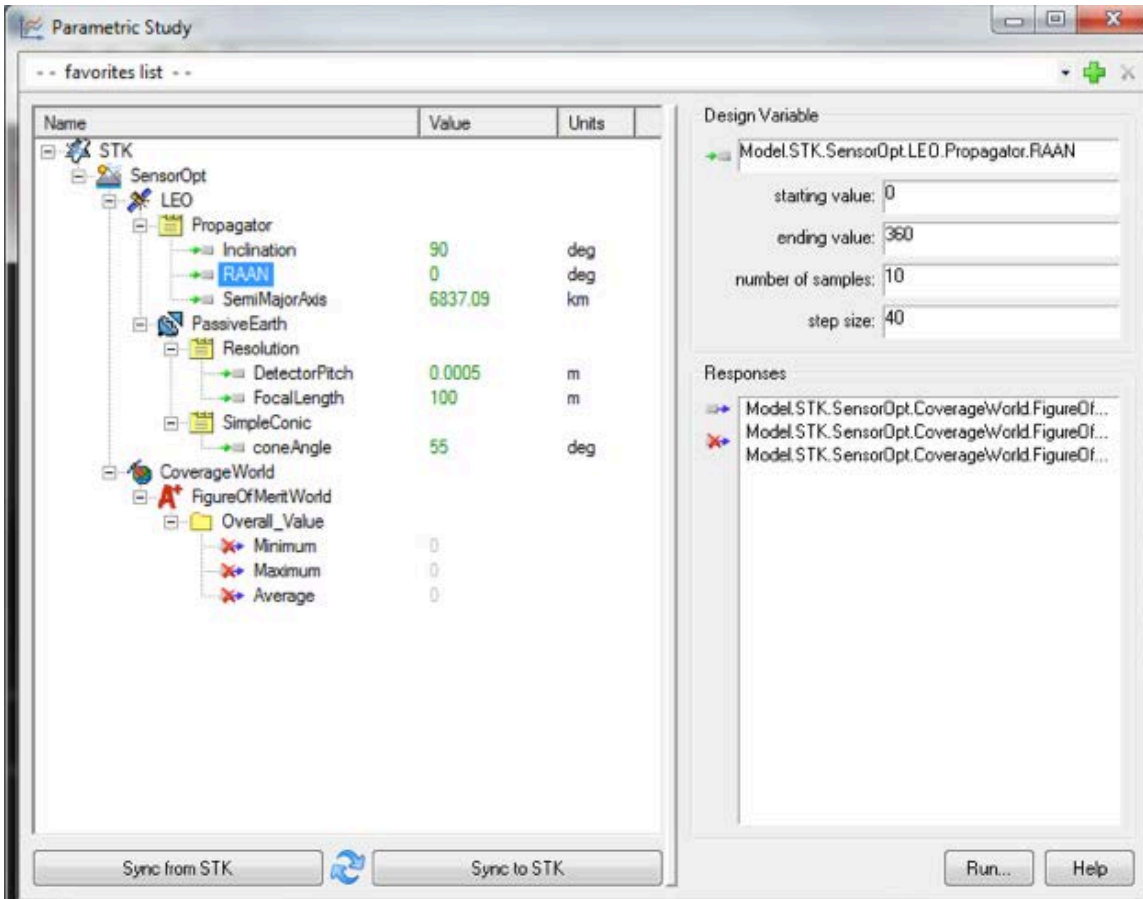 Parametric Study
- - favorites list - -
Name Value Units
STK
SensorOpt
LEO
Propagator
Inclination 90 deg
RAAN 0 deg
SemiMajorAxis 6837.09 km
PassiveEarth
Resolution
DetectorPitch 0.0005 m
FocalLength 100 m
SimpleConic
coneAngle 55 deg
CoverageWorld
FigureOfMeritWorld
Overall_Value
Minimum 0
Maximum 0
Average 0
Sync from STK
Sync to STK
Design Variable
Model.STK.SensorOpt.LEO.Propagator.RAAN
starting value: 0
ending value: 360
number of samples: 10
step size: 40
Responses
Model.STK.SensorOpt.CoverageWorld.FigureOf...
Model.STK.SensorOpt.CoverageWorld.FigureOf...
Model.STK.SensorOpt.CoverageWorld.FigureOf...
Run...
Help